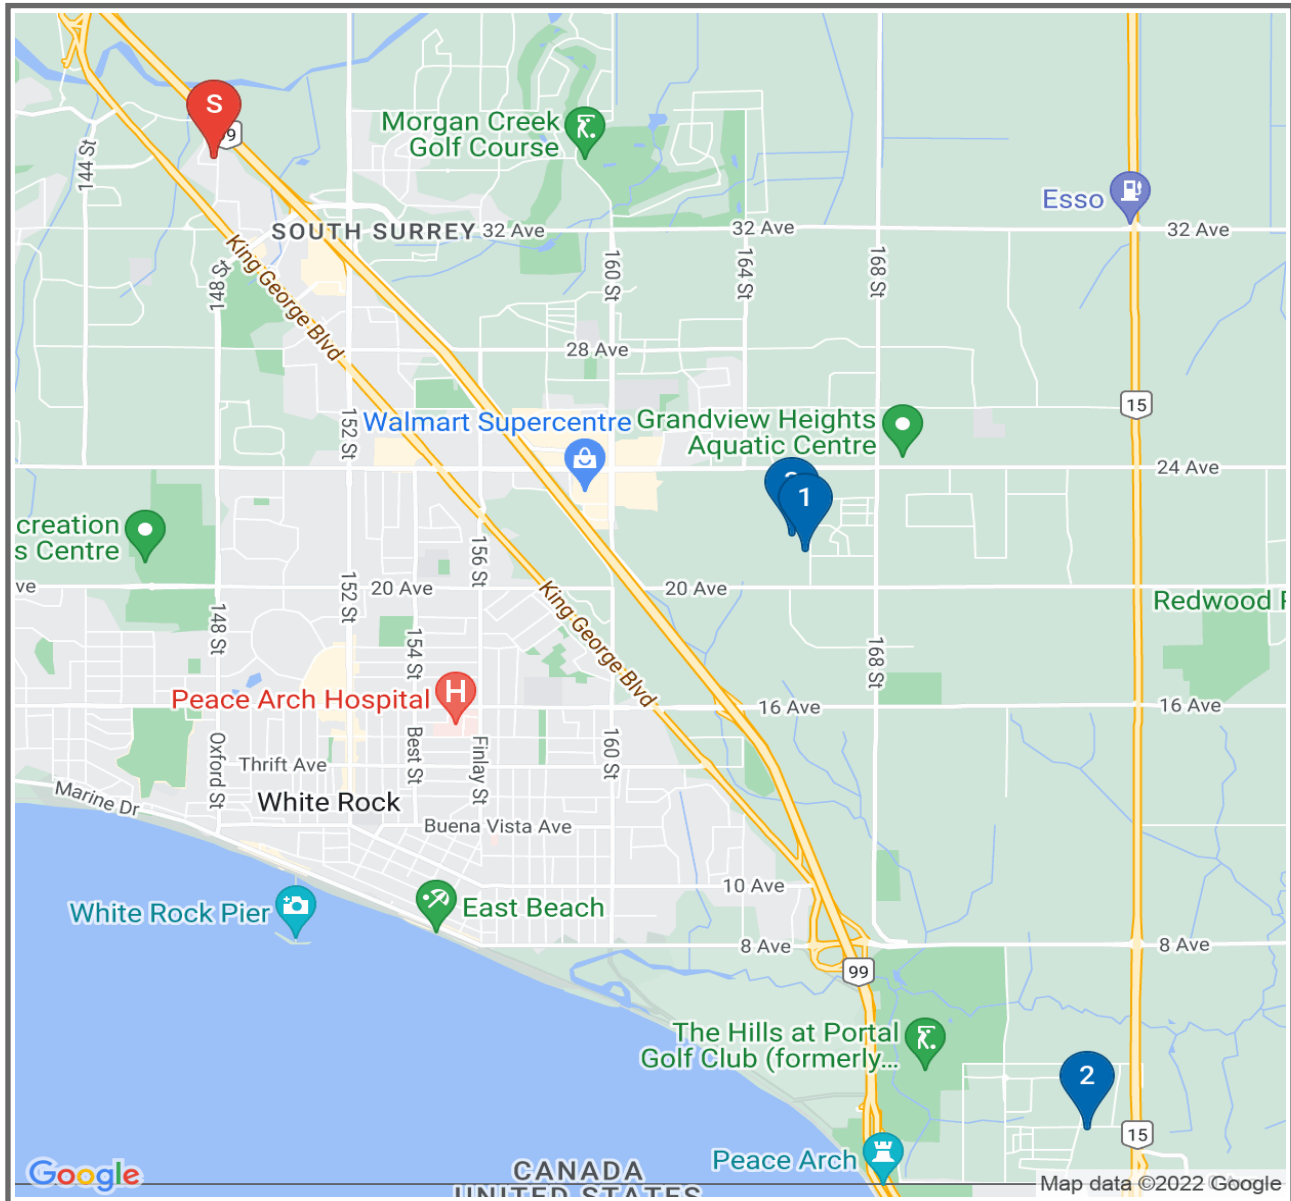 S
99
144 St
Morgan Creek
Golf Course
Esso
SOUTH SURREY
32 Ave
32 Ave
32 Ave
King George Blvd
148 St
160 St
164 St
168 St
28 Ave
15
Walmart Supercentre
Grandview Heights
Aquatic Centre
152 St
24 Ave
1
creation
s Centre
156 St
ve
20 Ave
King George Blvd
20 Ave
Redwood
148 St
152 St
154 St
168 St
Peace Arch Hospital
H
16 Ave
16 Ave
Oxford St
Best St
Finlay St
160 St
Thrift Ave
Marine Dr
White Rock
Buena Vista Ave
10 Ave
White Rock Pier
East Beach
8 Ave
8 Ave
99
The Hills at Portal
Golf Club (formerly...
2
15
Peace Arch
Google
CANADA
UNITED STATES
Map data ©2022 Google